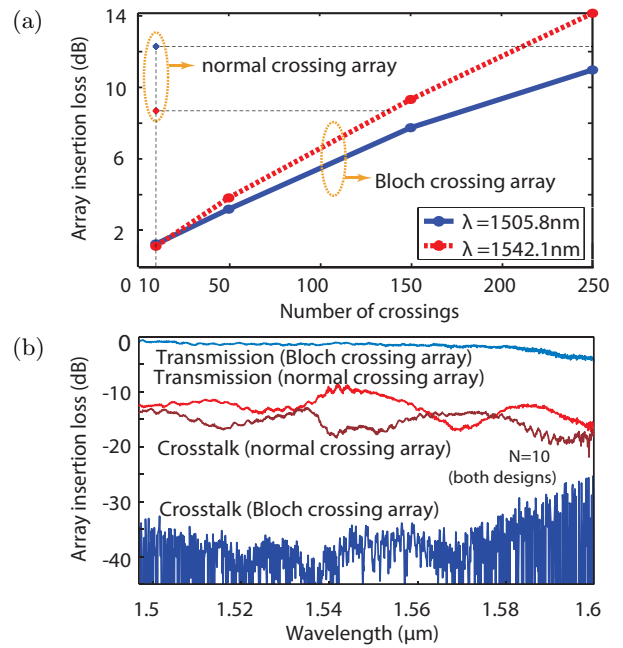 (a)
Array insertion loss (dB)
14
10
6
2
0 10 50 100 150 200 250
normal crossing array
Bloch crossing array
λ=1505.8nm
λ=1542.1nm
Number of crossings
(b)
Array insertion loss (dB)
0
-10
-20
-30
-40
Transmission (Bloch crossing array)
Transmission (normal crossing array)
Crosstalk (normal crossing array)
N=10
(both designs)
Crosstalk (Bloch crossing array)
1.5 1.52 1.54 1.56 1.58 1.6
Wavelength (μm)